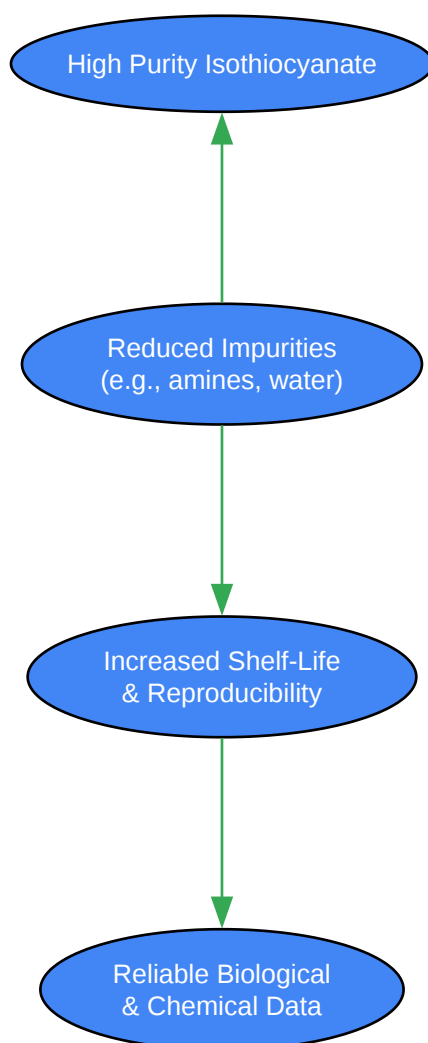 High Purity Isothiocyanate
Reduced Impurities
(e.g., amines, water)
Increased Shelf-Life
& Reproducibility
Reliable Biological
& Chemical Data